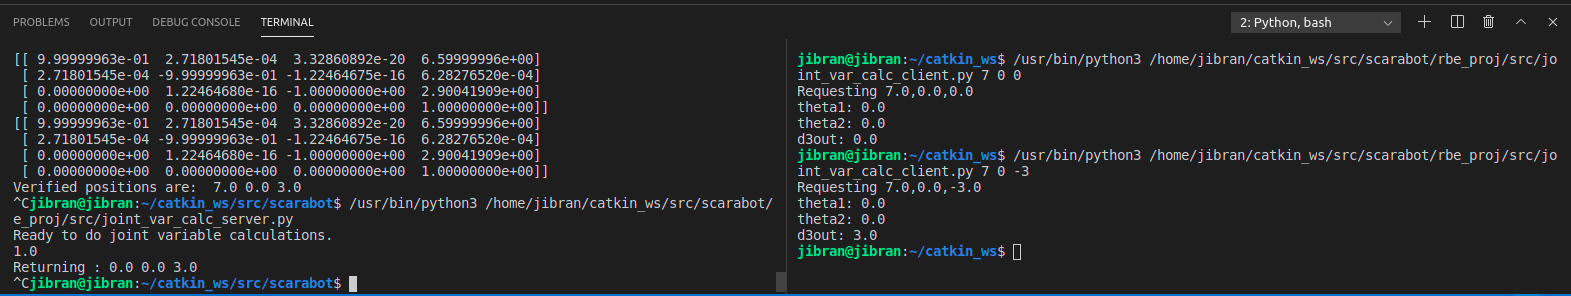 PROBLEMS OUTPUT DEBUG CONSOLE TERMINAL
2: Python, bash
[[ 9.99999963e-01  2.71801545e-04  3.32860892e-20  6.59999996e+00]
 [ 2.71801545e-04 -9.99999963e-01 -1.22464675e-16  6.28276520e-04]
 [ 0.00000000e+00  1.22464680e-16 -1.00000000e+00  2.90041909e+00]
 [ 0.00000000e+00  0.00000000e+00  0.00000000e+00  1.00000000e+00]]
[[ 9.99999963e-01  2.71801545e-04  3.32860892e-20  6.59999996e+00]
 [ 2.71801545e-04 -9.99999963e-01 -1.22464675e-16  6.28276520e-04]
 [ 0.00000000e+00  1.22464680e-16 -1.00000000e+00  2.90041909e+00]
 [ 0.00000000e+00  0.00000000e+00  0.00000000e+00  1.00000000e+00]]
Verified positions are:  7.0 0.0 3.0
^Cjibran@jibran:~/catkin_ws/src/scarabot$ /usr/bin/python3 /home/jibran/catkin_ws/src/scarabot/
e_proj/src/joint_var_calc_server.py
Ready to do joint variable calculations.
1.0
Returning : 0.0 0.0 3.0
^Cjibran@jibran:~/catkin_ws/src/scarabot$
jibran@jibran:~/catkin_ws$ /usr/bin/python3 /home/jibran/catkin_ws/src/scarabot/rbe_proj/src/jo
int_var_calc_client.py 7 0 0
Requesting 7.0,0.0,0.0
theta1: 0.0
theta2: 0.0
d3out: 0.0
jibran@jibran:~/catkin_ws$ /usr/bin/python3 /home/jibran/catkin_ws/src/scarabot/rbe_proj/src/jo
int_var_calc_client.py 7 0 -3
Requesting 7.0,0.0,-3.0
theta1: 0.0
theta2: 0.0
d3out: 3.0
jibran@jibran:~/catkin_ws$